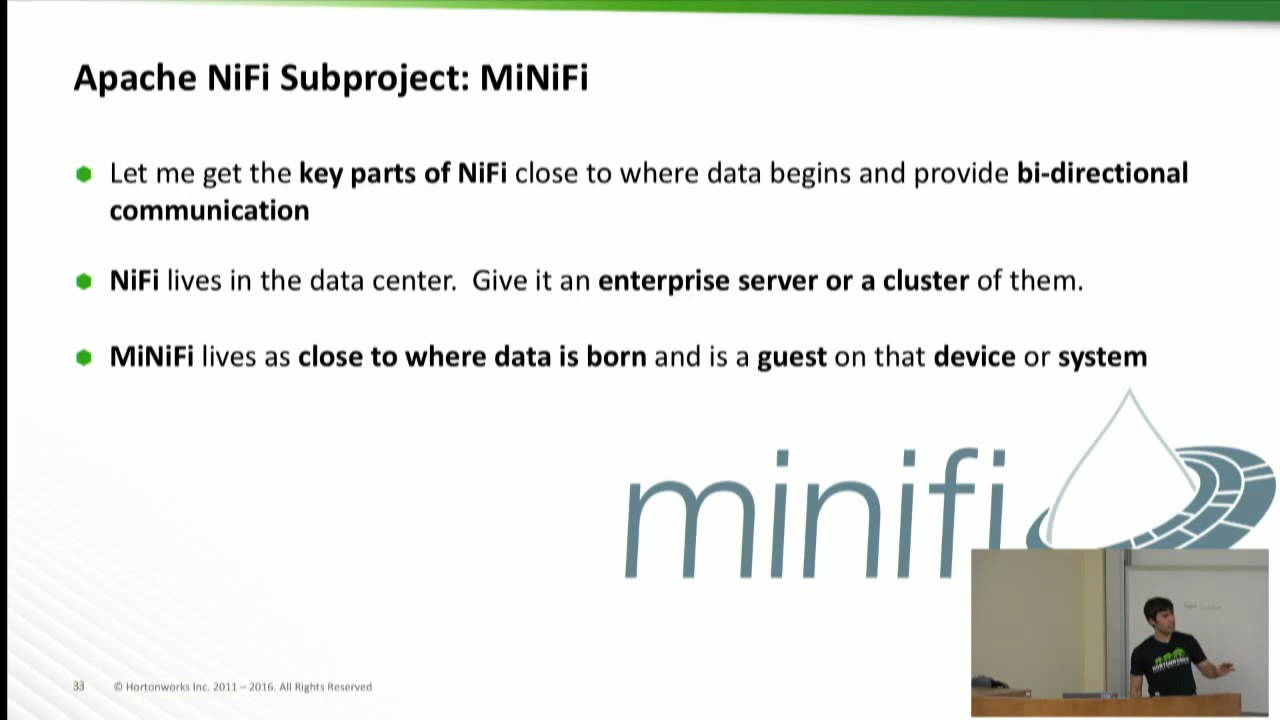 Apache NiFi Subproject: MiNiFi
Let me get the key parts of NiFi close to where data begins and provide bi-directional
communication
NiFi lives in the data center. Give it an enterprise server or a cluster of them.
MiNiFi lives as close to where data is born and is a guest on that device or system
minifi
HORTONWORKS
33 © Hortonworks Inc. 2011 – 2016. All Rights Reserved